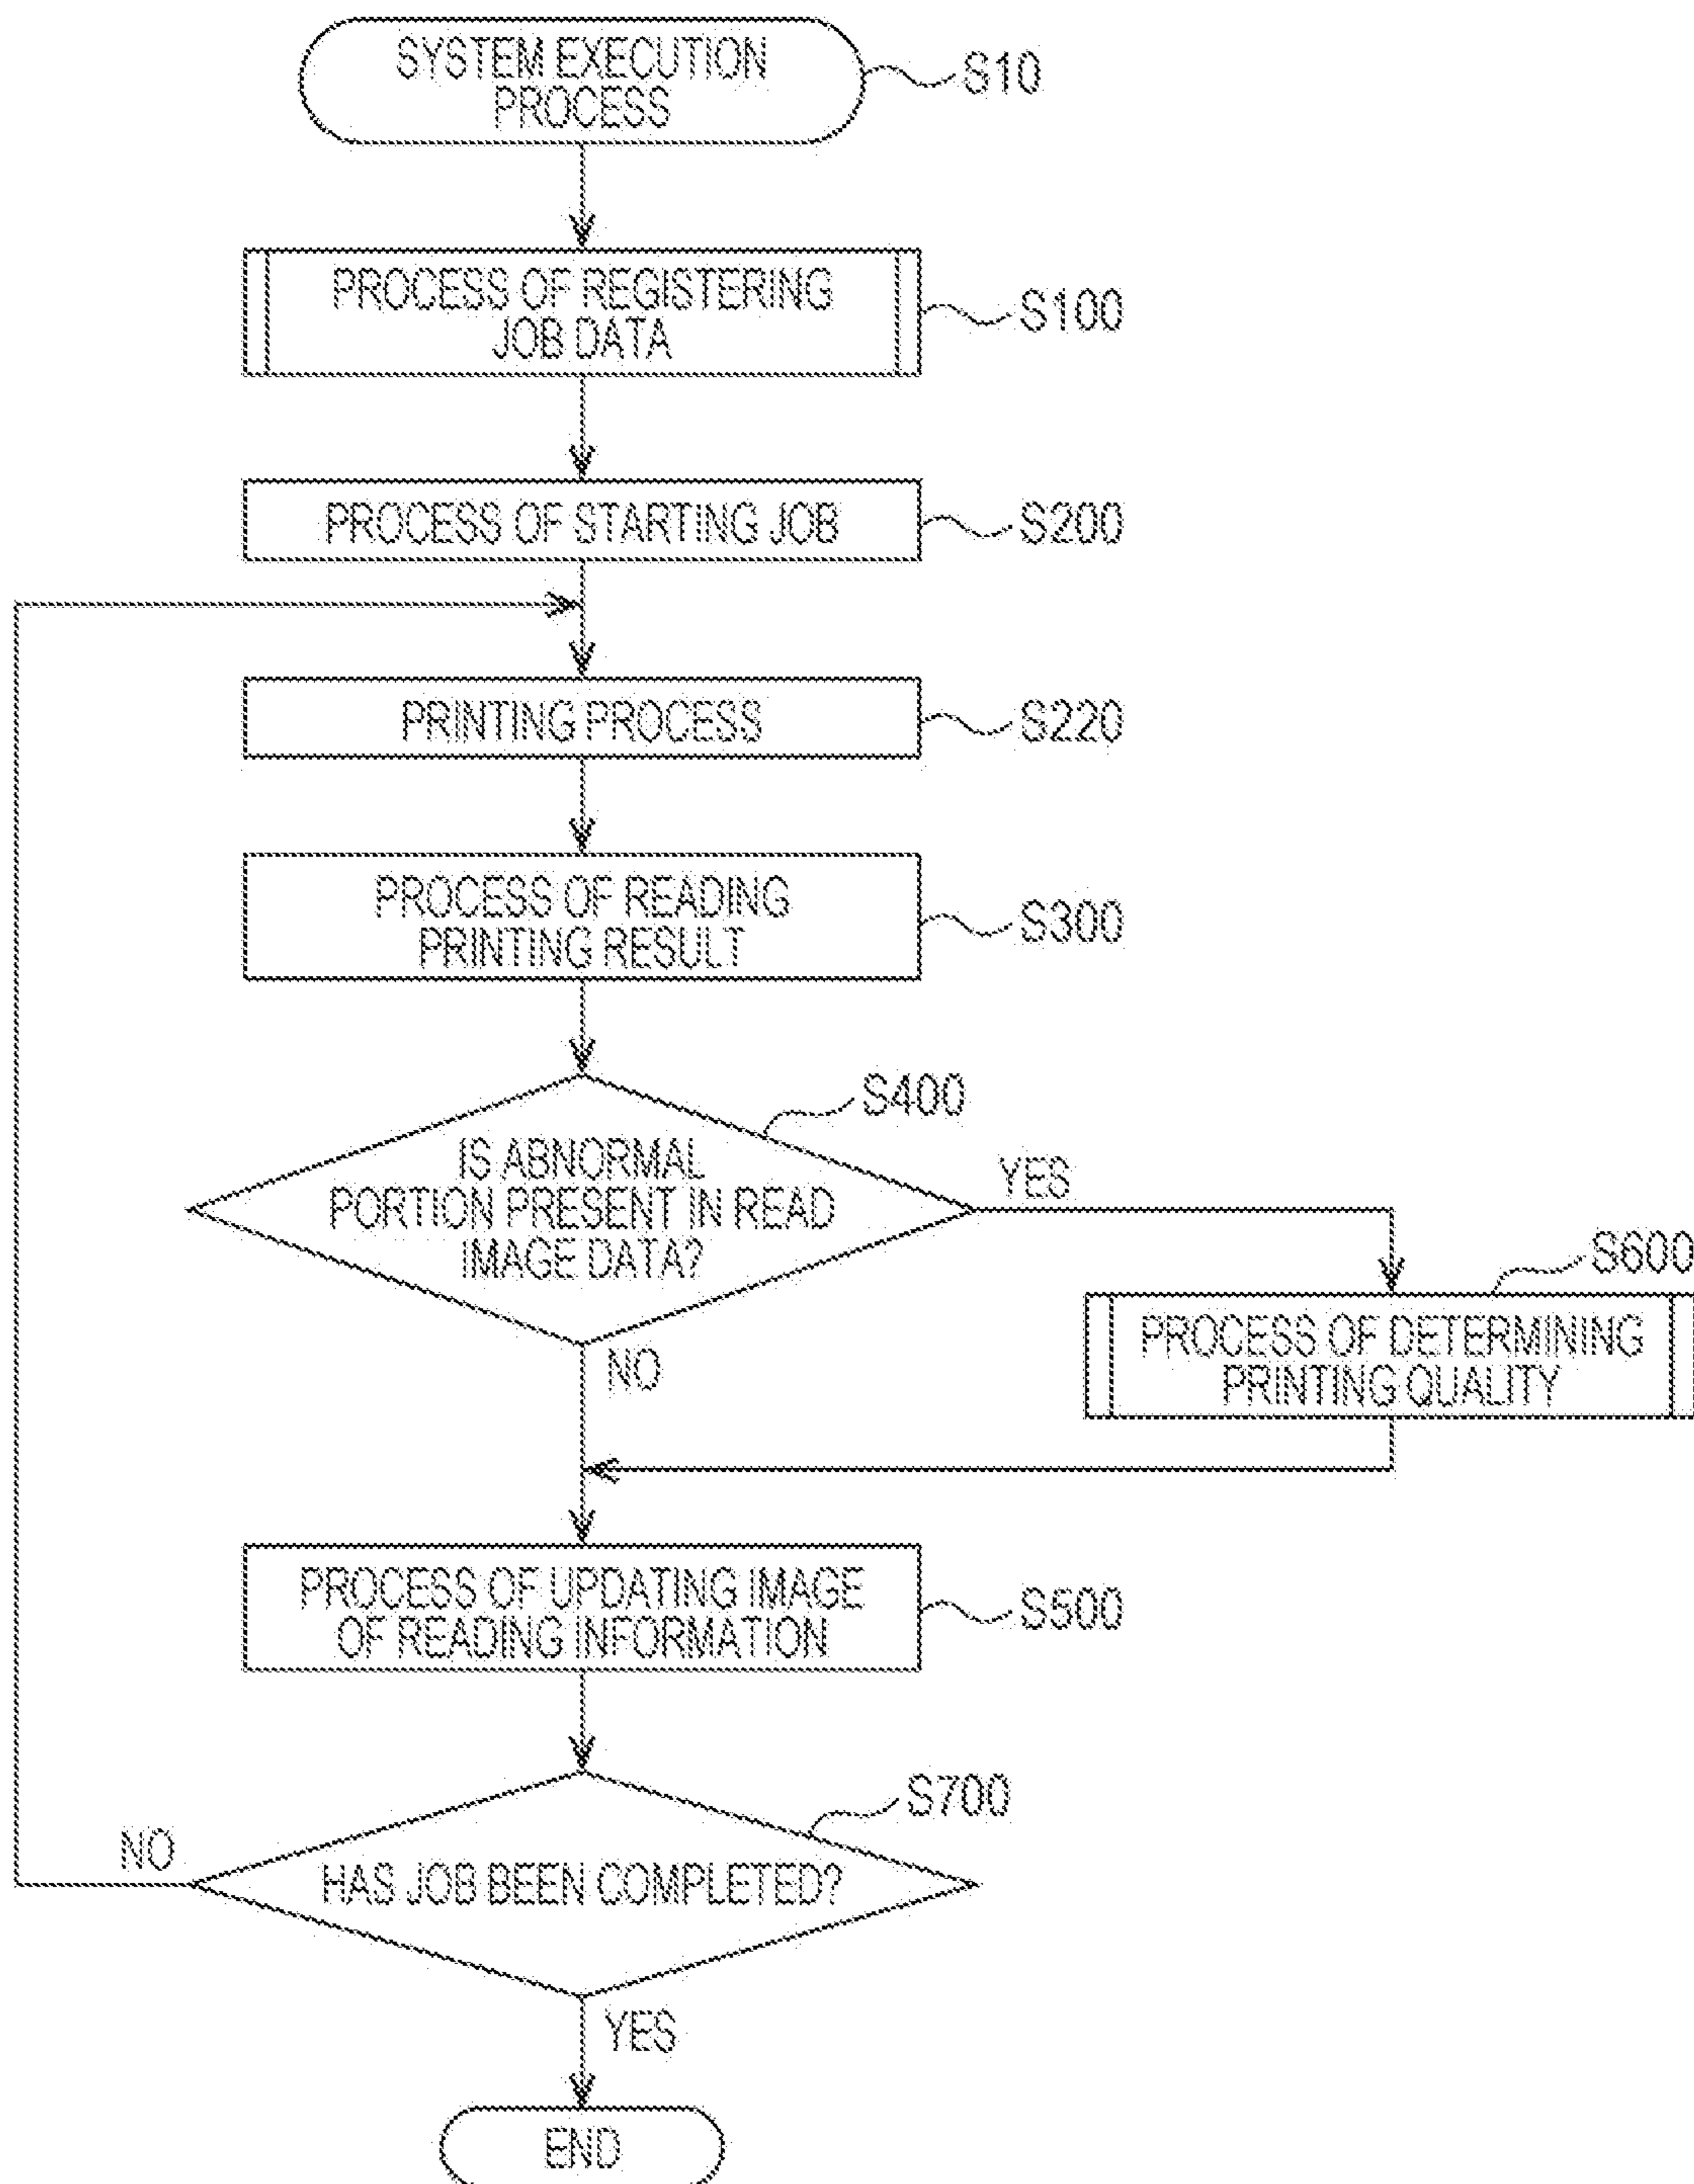 SYSTEM EXECUTION
PROCESS
S10
PROCESS OF REGISTERING
JOB DATA
S100
PROCESS OF STARTING JOB
S200
PRINTING PROCESS
S220
PROCESS OF READING
PRINTING RESULT
S300
S400
IS ABNORMAL
PORTION PRESENT IN READ
IMAGE DATA?
YES
NO
S600
PROCESS OF DETERMINING
PRINTING QUALITY
PROCESS OF UPDATING IMAGE
OF READING INFORMATION
S500
S700
NO
HAS JOB BEEN COMPLETED?
YES
END